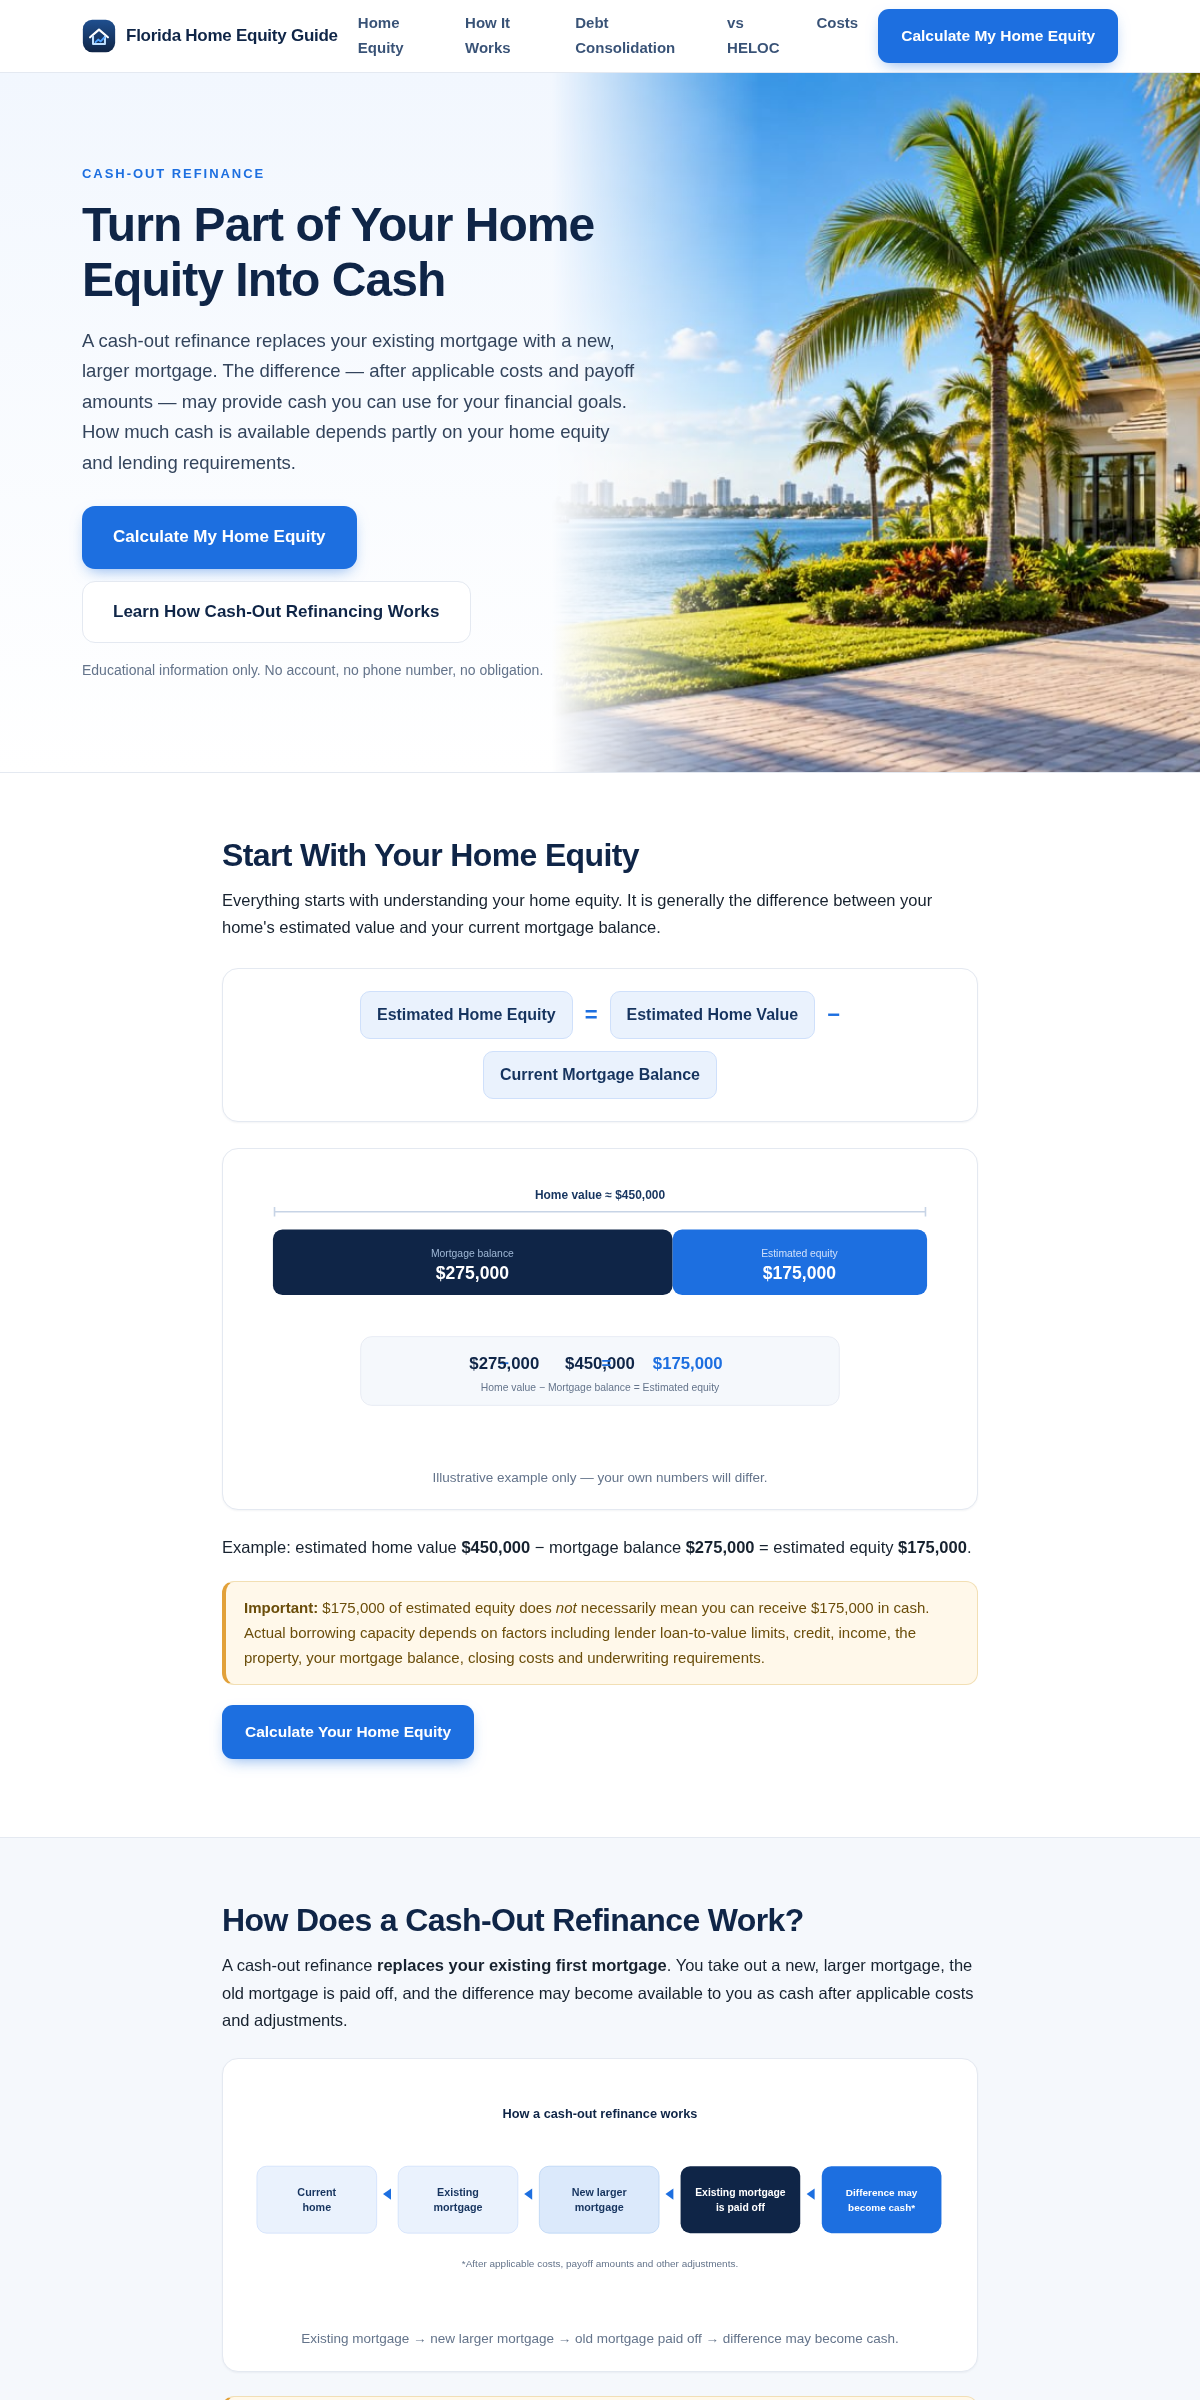 Florida Home Equity Guide
Home Equity
How It Works
Debt Consolidation
vs HELOC
Costs
Calculate My Home Equity
CASH-OUT REFINANCE
Turn Part of Your Home
Equity Into Cash
A cash-out refinance replaces your existing mortgage with a new,
larger mortgage. The difference — after applicable costs and payoff
amounts — may provide cash you can use for your financial goals.
How much cash is available depends partly on your home equity
and lending requirements.
Calculate My Home Equity
Learn How Cash-Out Refinancing Works
Educational information only. No account, no phone number, no obligation.
Start With Your Home Equity
Everything starts with understanding your home equity. It is generally the difference between your
home's estimated value and your current mortgage balance.
Estimated Home Equity = Estimated Home Value −
Current Mortgage Balance
Home value ≈ $450,000
Mortgage balance
$275,000
Estimated equity
$175,000
$275,000 − $450,000 = $175,000
Home value − Mortgage balance = Estimated equity
Illustrative example only — your own numbers will differ.
Example: estimated home value $450,000 − mortgage balance $275,000 = estimated equity $175,000.
Important: $175,000 of estimated equity does not necessarily mean you can receive $175,000 in cash.
Actual borrowing capacity depends on factors including lender loan-to-value limits, credit, income, the
property, your mortgage balance, closing costs and underwriting requirements.
Calculate Your Home Equity
How Does a Cash-Out Refinance Work?
A cash-out refinance replaces your existing first mortgage. You take out a new, larger mortgage, the
old mortgage is paid off, and the difference may become available to you as cash after applicable costs
and adjustments.
How a cash-out refinance works
Current
home
Existing
mortgage
New larger
mortgage
Existing mortgage
is paid off
Difference may
become cash*
*After applicable costs, payoff amounts and other adjustments.
Existing mortgage → new larger mortgage → old mortgage paid off → difference may become cash.